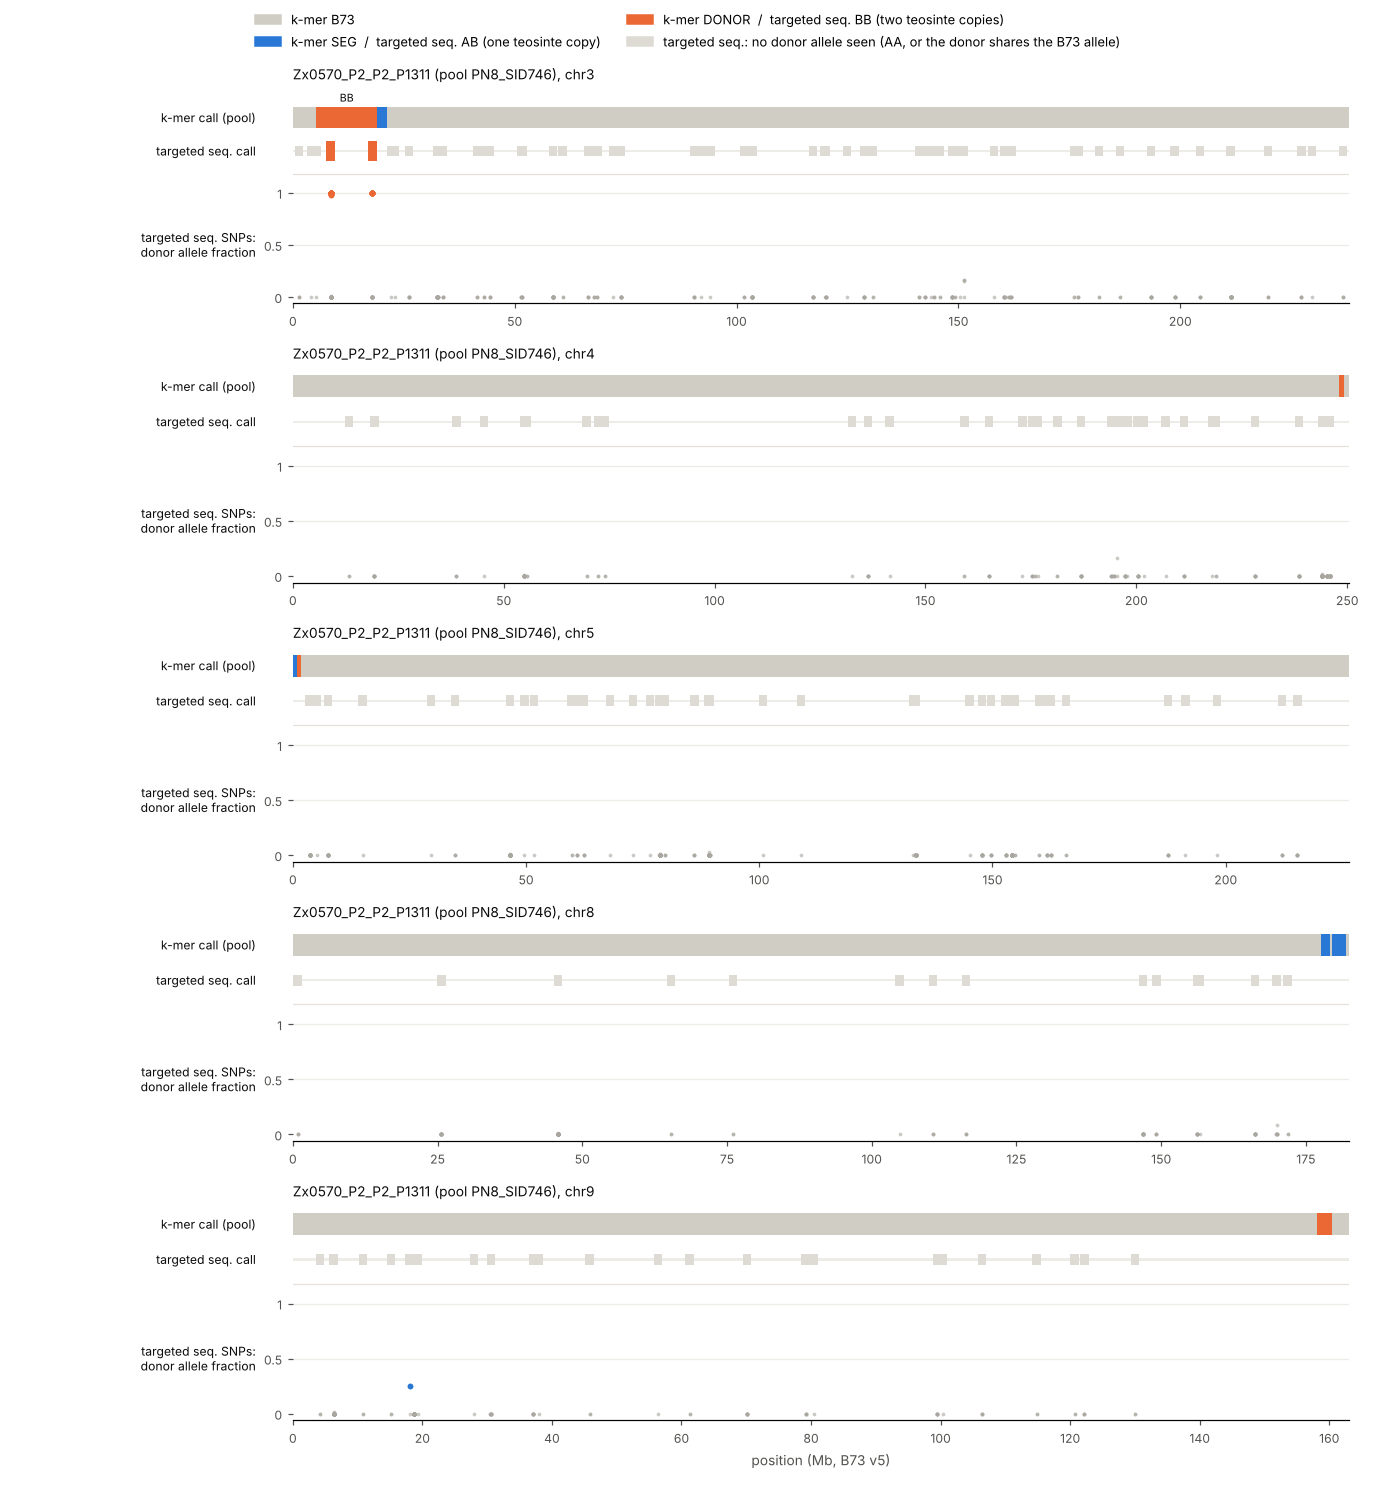 k-mer B73
k-mer DONOR / targeted seq. BB (two teosinte copies)
k-mer SEG / targeted seq. AB (one teosinte copy)
targeted seq.: no donor allele seen (AA, or the donor shares the B73 allele)
Zx0570_P2_P2_P1311 (pool PN8_SID746), chr3
BB
k-mer call (pool)
targeted seq. call
1
targeted seq. SNPs:
donor allele fraction
0.5
0
0 50 100 150 200
Zx0570_P2_P2_P1311 (pool PN8_SID746), chr4
k-mer call (pool)
targeted seq. call
1
targeted seq. SNPs:
donor allele fraction
0.5
0
0 50 100 150 200 250
Zx0570_P2_P2_P1311 (pool PN8_SID746), chr5
k-mer call (pool)
targeted seq. call
1
targeted seq. SNPs:
donor allele fraction
0.5
0
0 50 100 150 200
Zx0570_P2_P2_P1311 (pool PN8_SID746), chr8
k-mer call (pool)
targeted seq. call
1
targeted seq. SNPs:
donor allele fraction
0.5
0
0 25 50 75 100 125 150 175
Zx0570_P2_P2_P1311 (pool PN8_SID746), chr9
k-mer call (pool)
targeted seq. call
1
targeted seq. SNPs:
donor allele fraction
0.5
0
0 20 40 60 80 100 120 140 160
position (Mb, B73 v5)